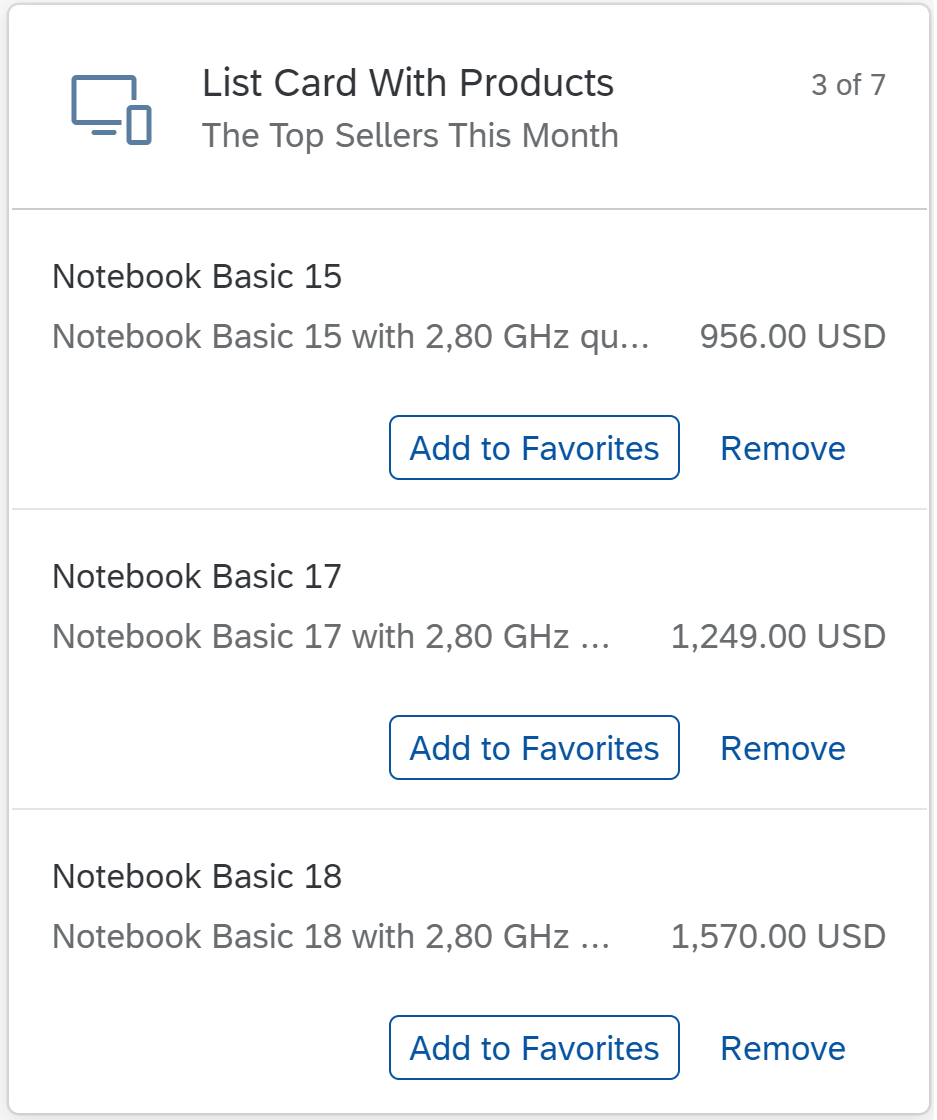 List Card With Products
3 of 7
The Top Sellers This Month
Notebook Basic 15
Notebook Basic 15 with 2,80 GHz qu... 956.00 USD
Add to Favorites Remove
Notebook Basic 17
Notebook Basic 17 with 2,80 GHz ... 1,249.00 USD
Add to Favorites Remove
Notebook Basic 18
Notebook Basic 18 with 2,80 GHz ... 1,570.00 USD
Add to Favorites Remove